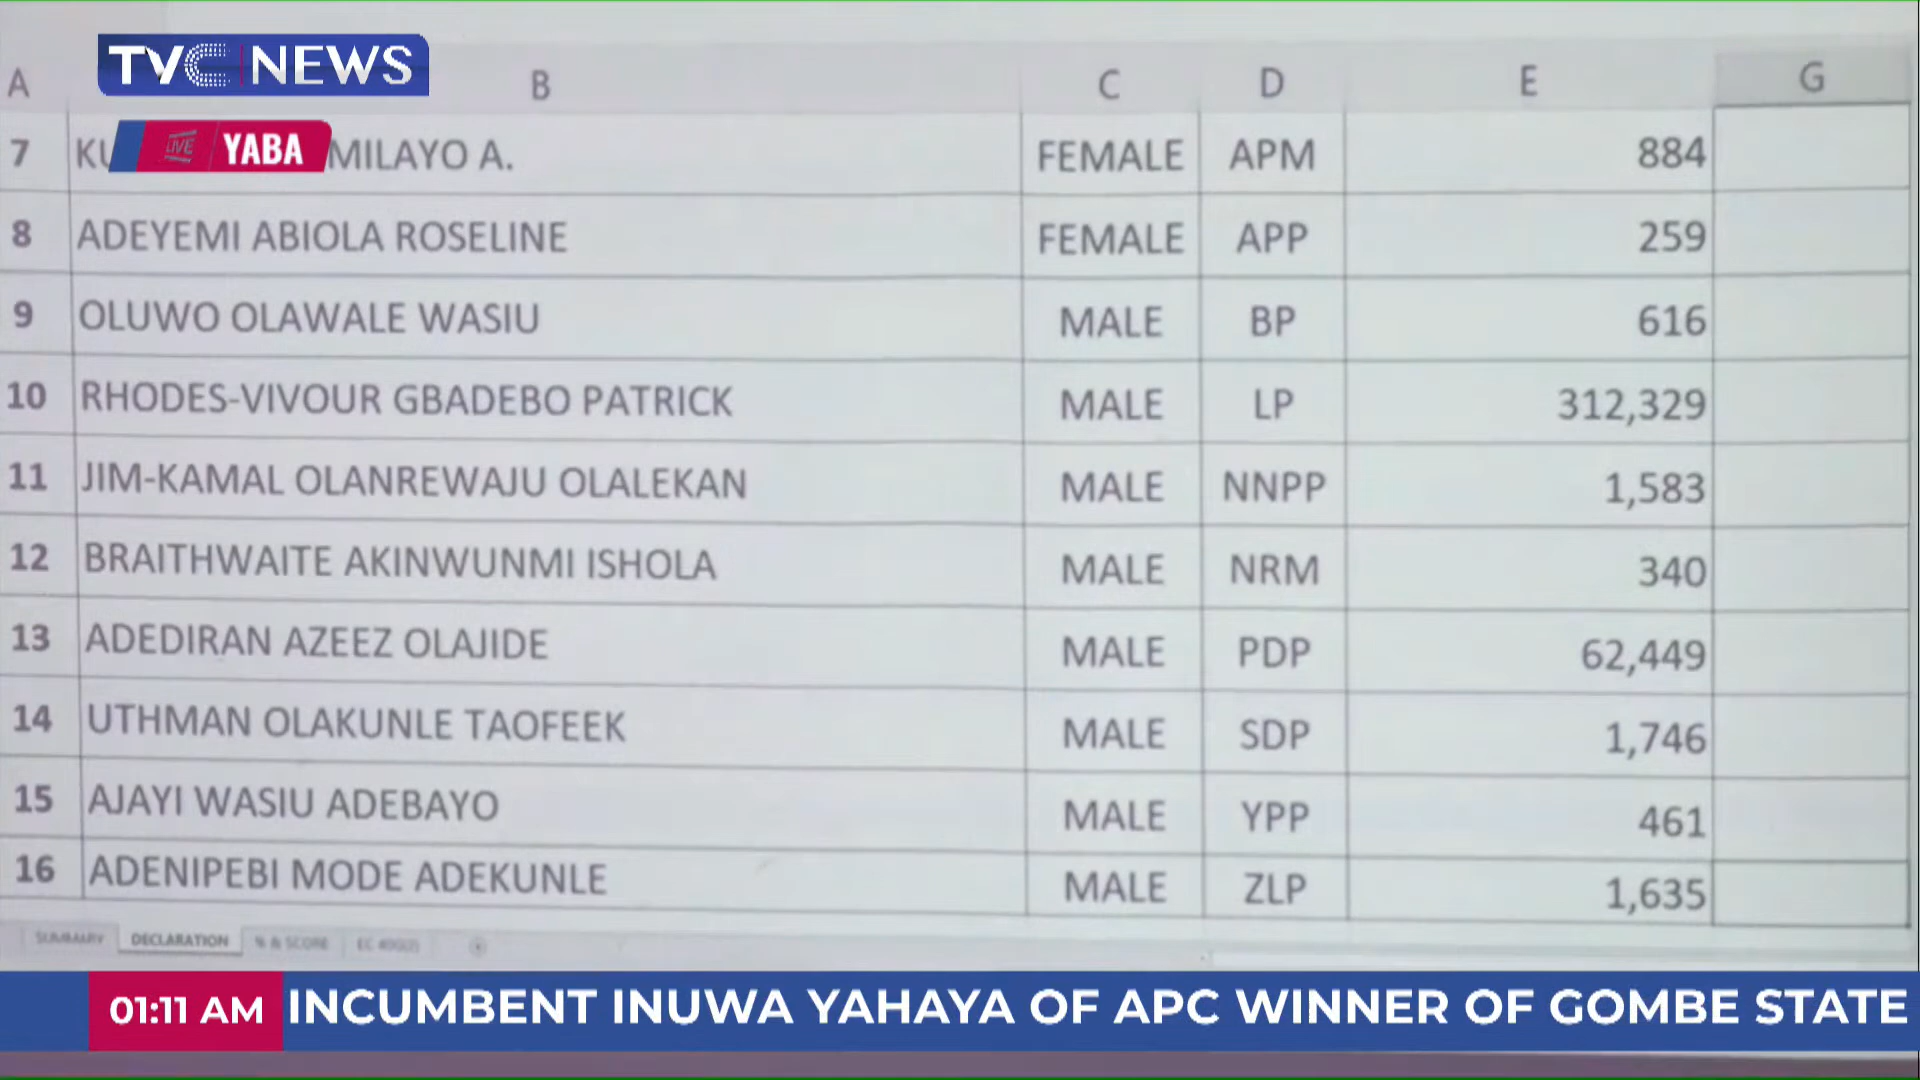 TVC NEWS
A B C D E G
LIVE YABA
7 KU MILAYO A. FEMALE APM 884
8 ADEYEMI ABIOLA ROSELINE FEMALE APP 259
9 OLUWO OLAWALE WASIU MALE BP 616
10 RHODES-VIVOUR GBADEBO PATRICK MALE LP 312,329
11 JIM-KAMAL OLANREWAJU OLALEKAN MALE NNPP 1,583
12 BRAITHWAITE AKINWUNMI ISHOLA MALE NRM 340
13 ADEDIRAN AZEEZ OLAJIDE MALE PDP 62,449
14 UTHMAN OLAKUNLE TAOFEEK MALE SDP 1,746
15 AJAYI WASIU ADEBAYO MALE YPP 461
16 ADENIPEBI MODE ADEKUNLE MALE ZLP 1,635
SUMMARY DECLARATION SCORE
01:11 AM INCUMBENT INUWA YAHAYA OF APC WINNER OF GOMBE STATE